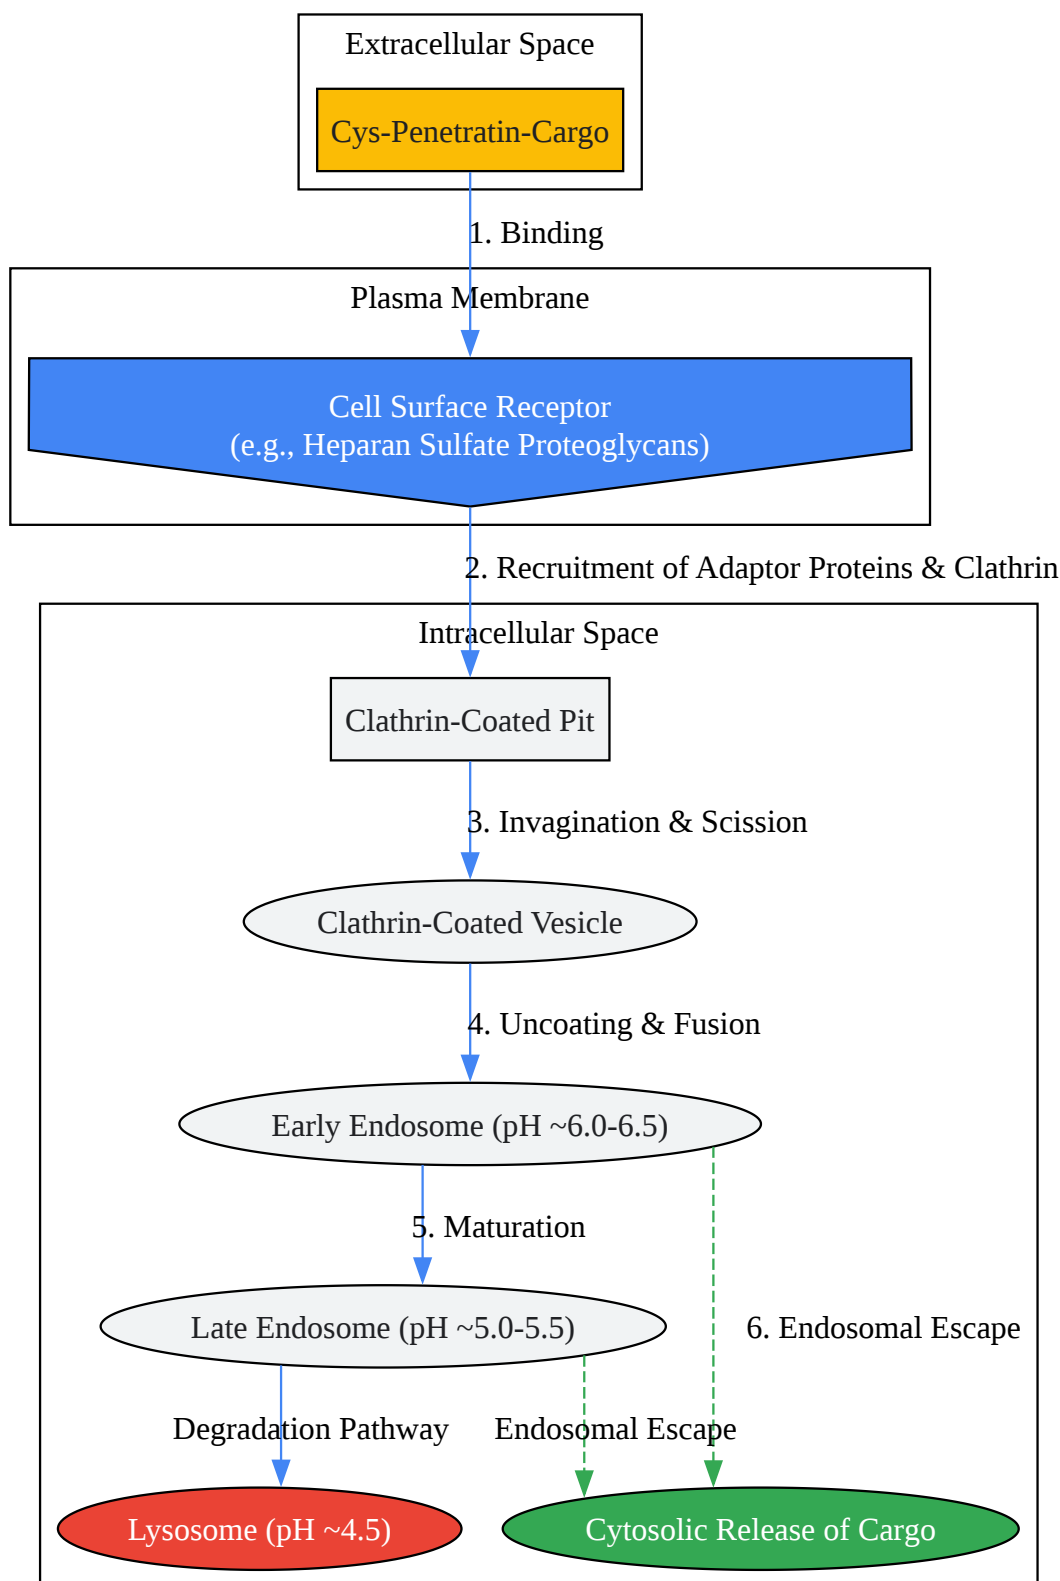 Extracellular Space
Cys-Penetratin-Cargo
1. Binding
Plasma Membrane
Cell Surface Receptor
(e.g., Heparan Sulfate Proteoglycans)
2. Recruitment of Adaptor Proteins & Clathrin
Intracellular Space
Clathrin-Coated Pit
3. Invagination & Scission
Clathrin-Coated Vesicle
4. Uncoating & Fusion
Early Endosome (pH ~6.0-6.5)
5. Maturation
Late Endosome (pH ~5.0-5.5)
6. Endosomal Escape
Degradation Pathway
Endosomal Escape
Lysosome (pH ~4.5)
Cytosolic Release of Cargo